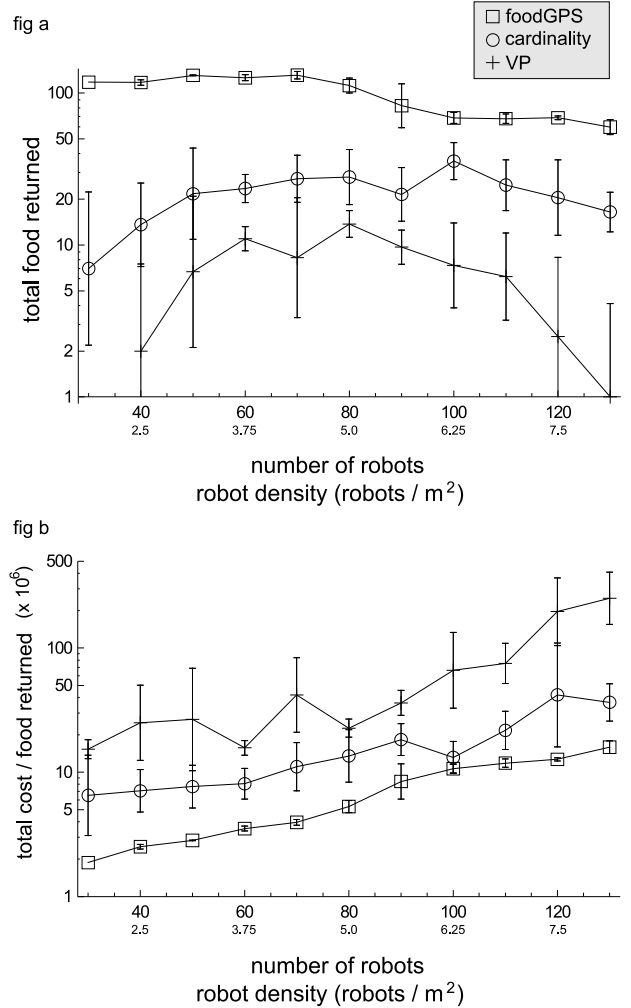 fig a
foodGPS
cardinality
VP
total food returned
100
50
20
10
5
2
1
40 60 80 100 120
2.5 3.75 5.0 6.25 7.5
number of robots
robot density (robots / m²)
fig b
total cost / food returned (x 10⁶)
500
100
50
10
5
1
40 60 80 100 120
2.5 3.75 5.0 6.25 7.5
number of robots
robot density (robots / m²)